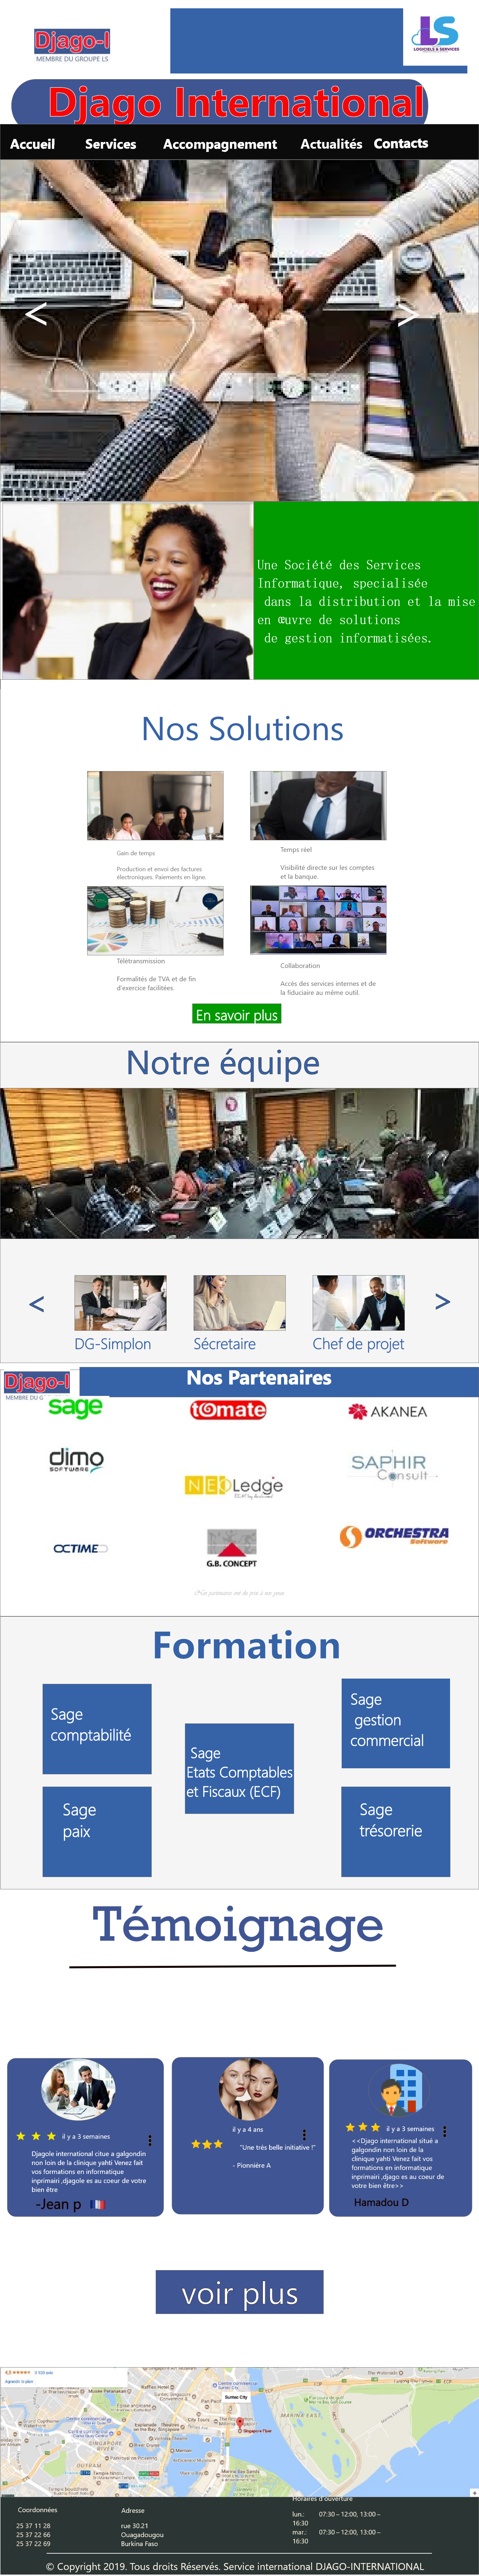 Djago-I
MEMBRE DU GROUPE LS
LS
LOGICIELS & SERVICES
Djago International
Accueil Services Accompagnement Actualités Contacts
<
>
Une Société des Services
Informatique, specialisée
dans la distribution et la mise
en œuvre de solutions
de gestion informatisées.
Nos Solutions
Gain de temps
Production et envoi des factures
électroniques. Paiements en ligne.
Temps réel
Visibilité directe sur les comptes
et la banque.
Télétransmission
Formalités de TVA et de fin
d'exercice facilitées.
Collaboration
Accès des services internes et de
la fiduciaire au même outil.
En savoir plus
Notre équipe
<
>
DG-Simplon
Sécretaire
Chef de projet
Djago-I
MEMBRE DU G
Nos Partenaires
sage
tomate
AKANEA
dimo
SOFTWARE
NEOLedge
SAPHIR
Consult
OCTIME
G.B. CONCEPT
ORCHESTRA
Software
Formation
Sage
comptabilité
Sage
gestion
commercial
Sage
Etats Comptables
et Fiscaux (ECF)
Sage
paix
Sage
trésorerie
Témoignage
il y a 3 semaines
Djagole international citue a galgondin
non loin de la clinique yahti Venez fait
vos formations en informatique
inprimairi ,djagole es au coeur de votre
bien être
-Jean p
il y a 4 ans
"Une très belle initiative !"
- Pionnière A
il y a 3 semaines
<<Djago international situé a
galgondin non loin de la
clinique yahti Venez fait vos
formations en informatique
inprimairi ,djago es au coeur de
votre bien être>>
Hamadou D
voir plus
Suntec City
MARINA EAST
Singapore Flyer
SINGAPORE
RIVER
OUTRAM
Coordonnées
25 37 11 28
25 37 22 66
25 37 22 69
Adresse
rue 30.21
Ouagadougou
Burkina Faso
Horaires d'ouverture
lun.: 07:30 – 12:00, 13:00 –
16:30
mar.: 07:30 – 12:00, 13:00 –
16:30
© Copyright 2019. Tous droits Réservés. Service international DJAGO-INTERNATIONAL